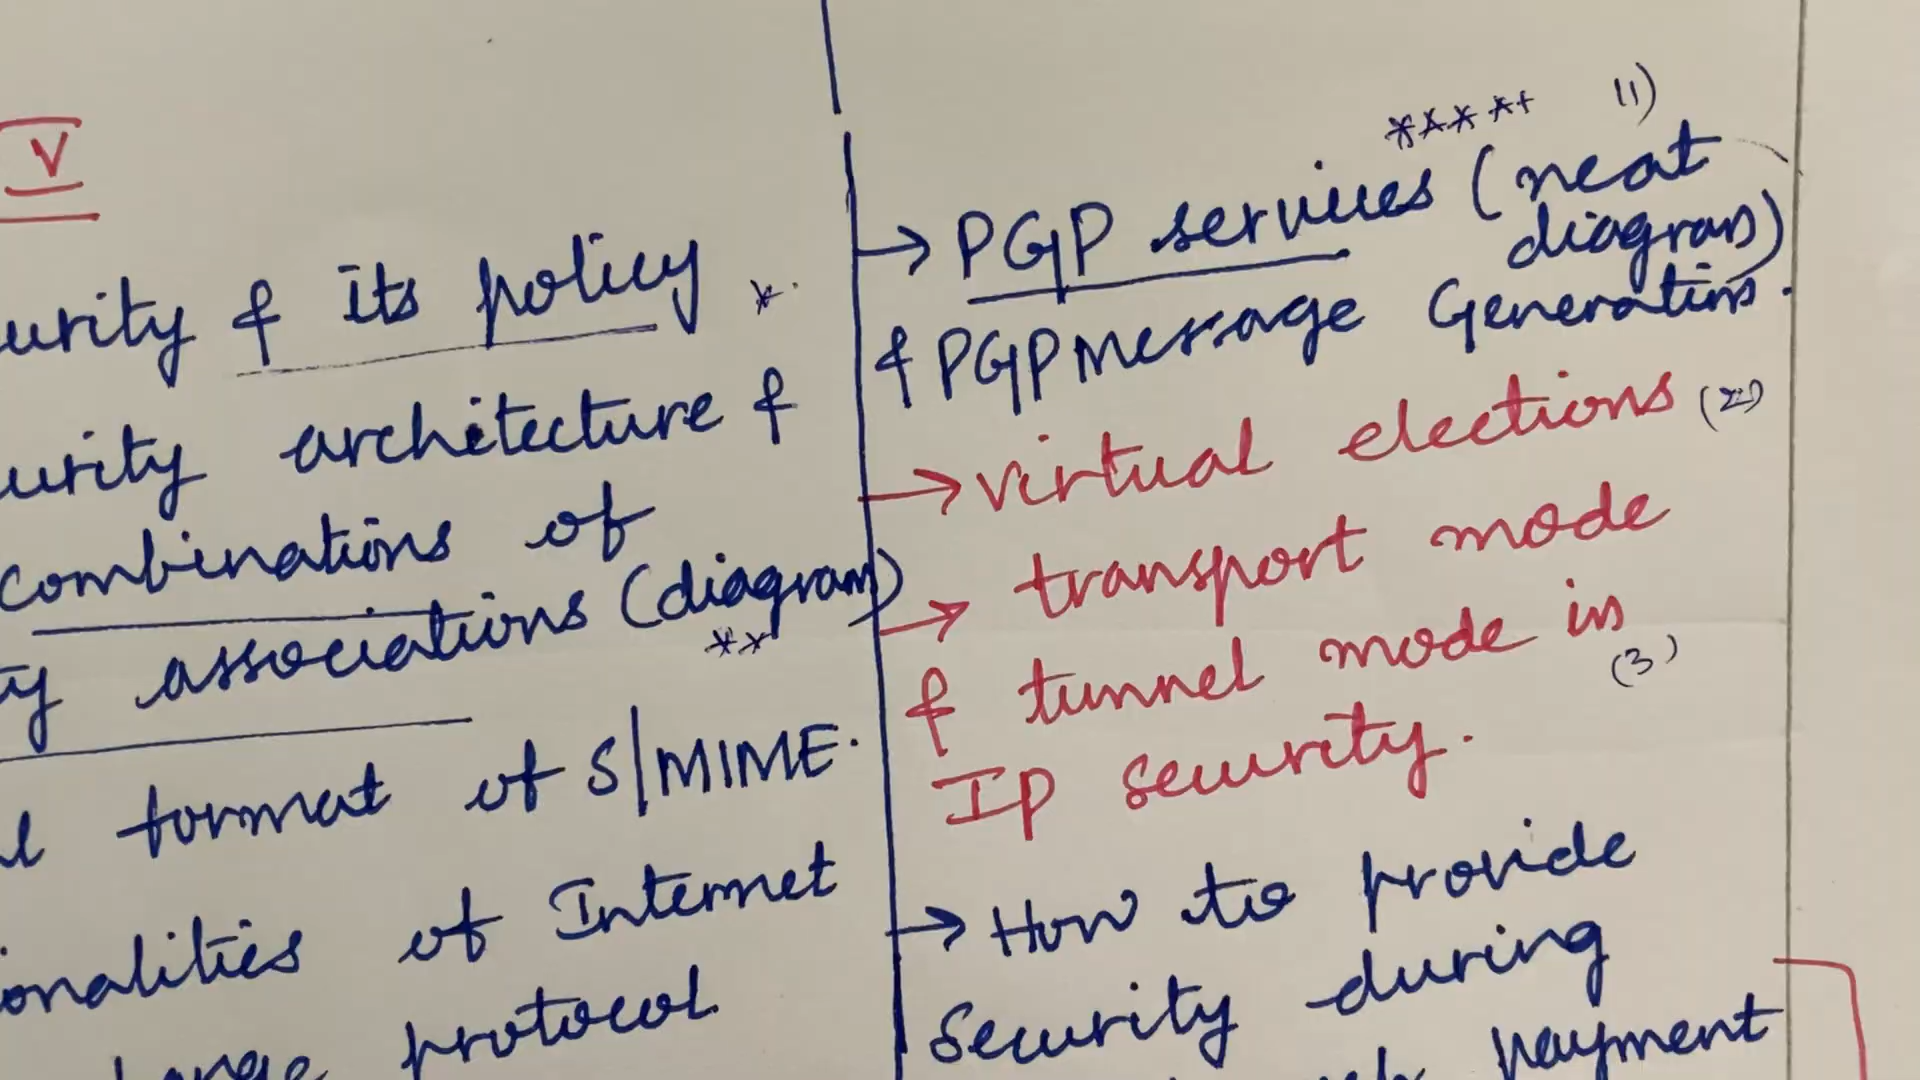 V
urity & its policy *.
urity architecture &
combinations of
ty associations (diagram)
**
format of S/MIME.
onalities of Internet
protocol
***** 11)
→ PGP services (neat
diagram)
& PGP Message Generation.
→ virtual elections (2)
→ transport mode
& tunnel mode in
(3)
IP security.
→ How to provide
Security during
payment